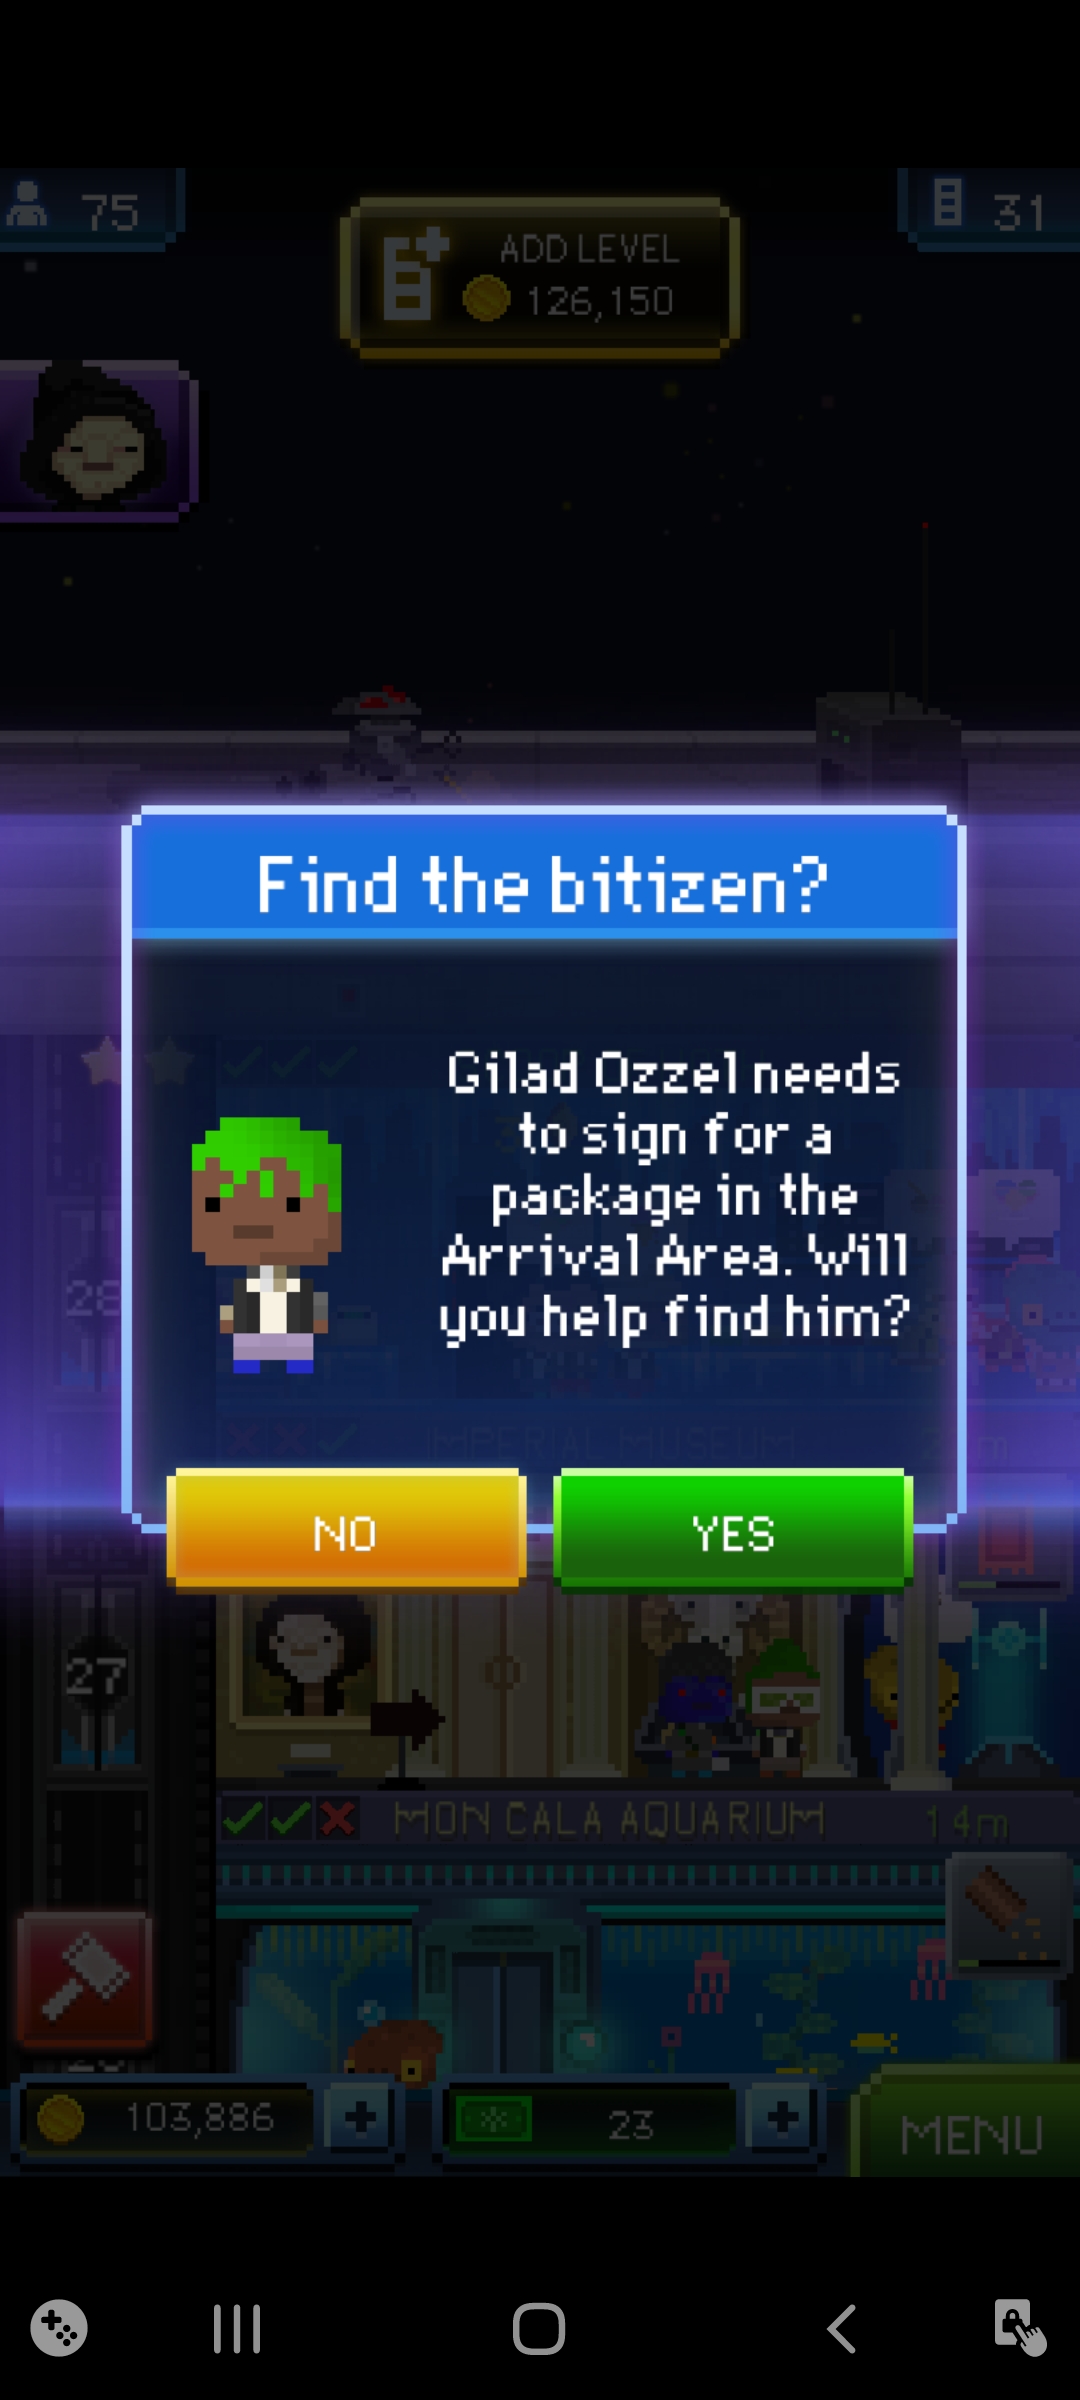 75
ADD LEVEL
126,150
31
Find the bitizen?
Gilad Ozzel needs
to sign for a
package in the
Arrival Area. Will
you help find him?
28
IMPERIAL MUSEUM
NO
YES
27
MON CALA AQUARIUM
14m
103,886
23
MENU